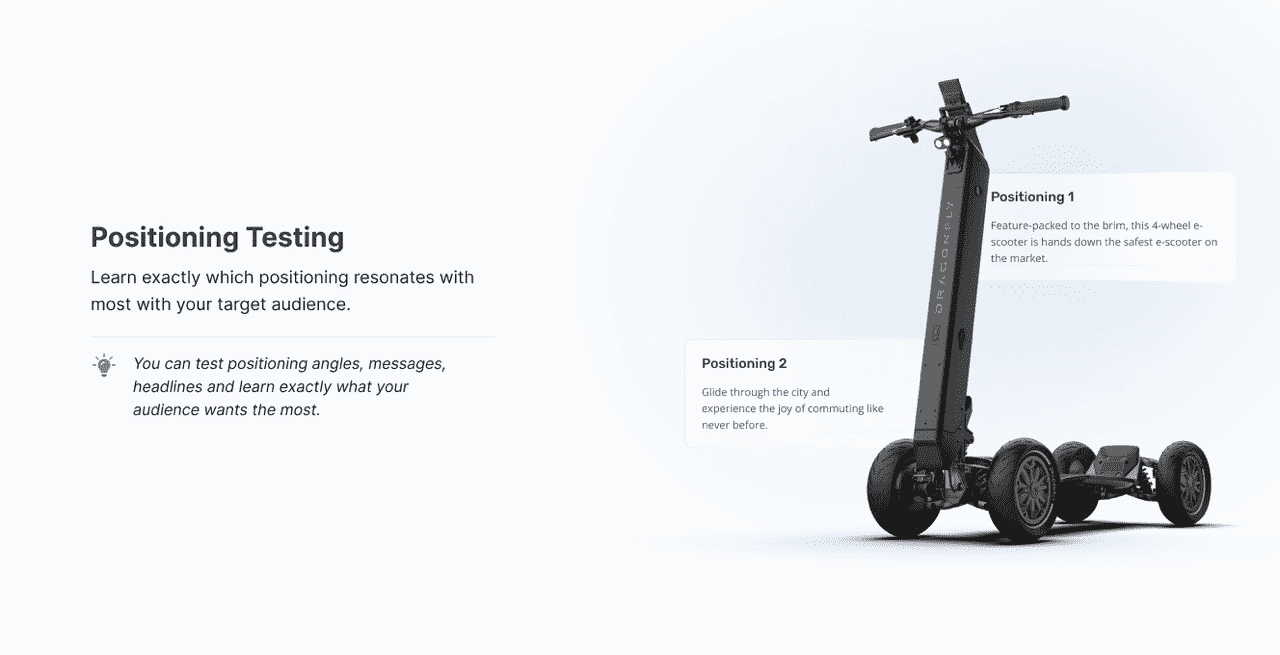 Positioning Testing
Learn exactly which positioning resonates with
most with your target audience.
You can test positioning angles, messages,
headlines and learn exactly what your
audience wants the most.
Positioning 1
Feature-packed to the brim, this 4-wheel e-
scooter is hands down the safest e-scooter on
the market.
Positioning 2
Glide through the city and
experience the joy of commuting like
never before.
DRAGONFLY